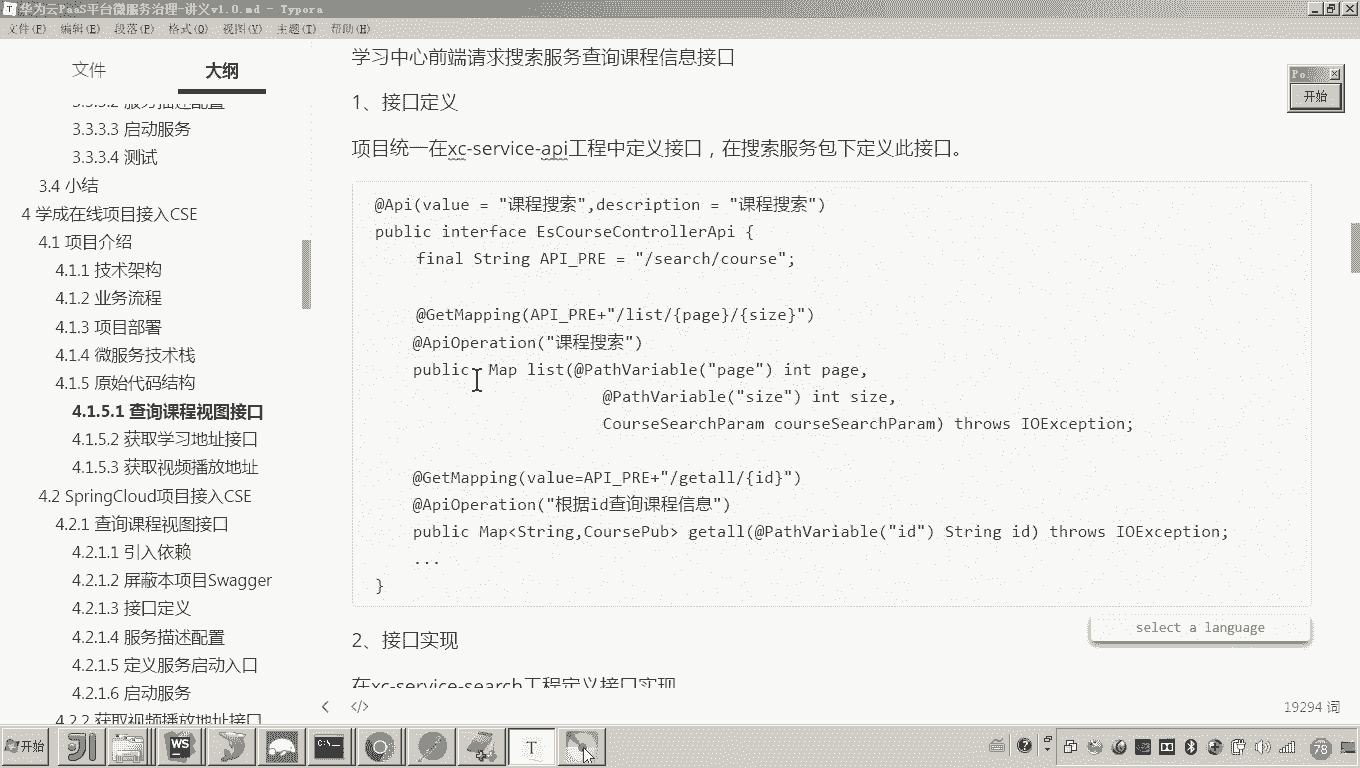 华为云PaaS平台微服务治理-讲义v1.0.md - Typora
文件(F) 编辑(E) 段落(P) 格式(O) 视图(V) 主题(T) 帮助(H)
文件 大纲
3.3.3.2 服务描述配置
3.3.3.3 启动服务
3.3.3.4 测试
3.4 小结
4 学成在线项目接入CSE
4.1 项目介绍
4.1.1 技术架构
4.1.2 业务流程
4.1.3 项目部署
4.1.4 微服务技术栈
4.1.5 原始代码结构
4.1.5.1 查询课程视图接口
4.1.5.2 获取学习地址接口
4.1.5.3 获取视频播放地址
4.2 SpringCloud项目接入CSE
4.2.1 查询课程视图接口
4.2.1.1 引入依赖
4.2.1.2 屏蔽本项目Swagger
4.2.1.3 接口定义
4.2.1.4 服务描述配置
4.2.1.5 定义服务启动入口
4.2.1.6 启动服务
4.2.2 获取视频播放地址接口
学习中心前端请求搜索服务查询课程信息接口
1、接口定义
项目统一在xc-service-api工程中定义接口，在搜索服务包下定义此接口。
@Api(value = "课程搜索",description = "课程搜索")
public interface EsCourseControllerApi {
final String API_PRE = "/search/course";
@GetMapping(API_PRE+"/list/{page}/{size}")
@ApiOperation("课程搜索")
public Map list(@PathVariable("page") int page,
@PathVariable("size") int size,
CourseSearchParam courseSearchParam) throws IOException;
@GetMapping(value=API_PRE+"/getall/{id}")
@ApiOperation("根据id查询课程信息")
public Map<String,CoursePub> getall(@PathVariable("id") String id) throws IOException;
...
}
select a language
2、接口实现
在xc-service-search工程定义接口实现
19294 词
Po
开始
开始
WS
C:\
T
78